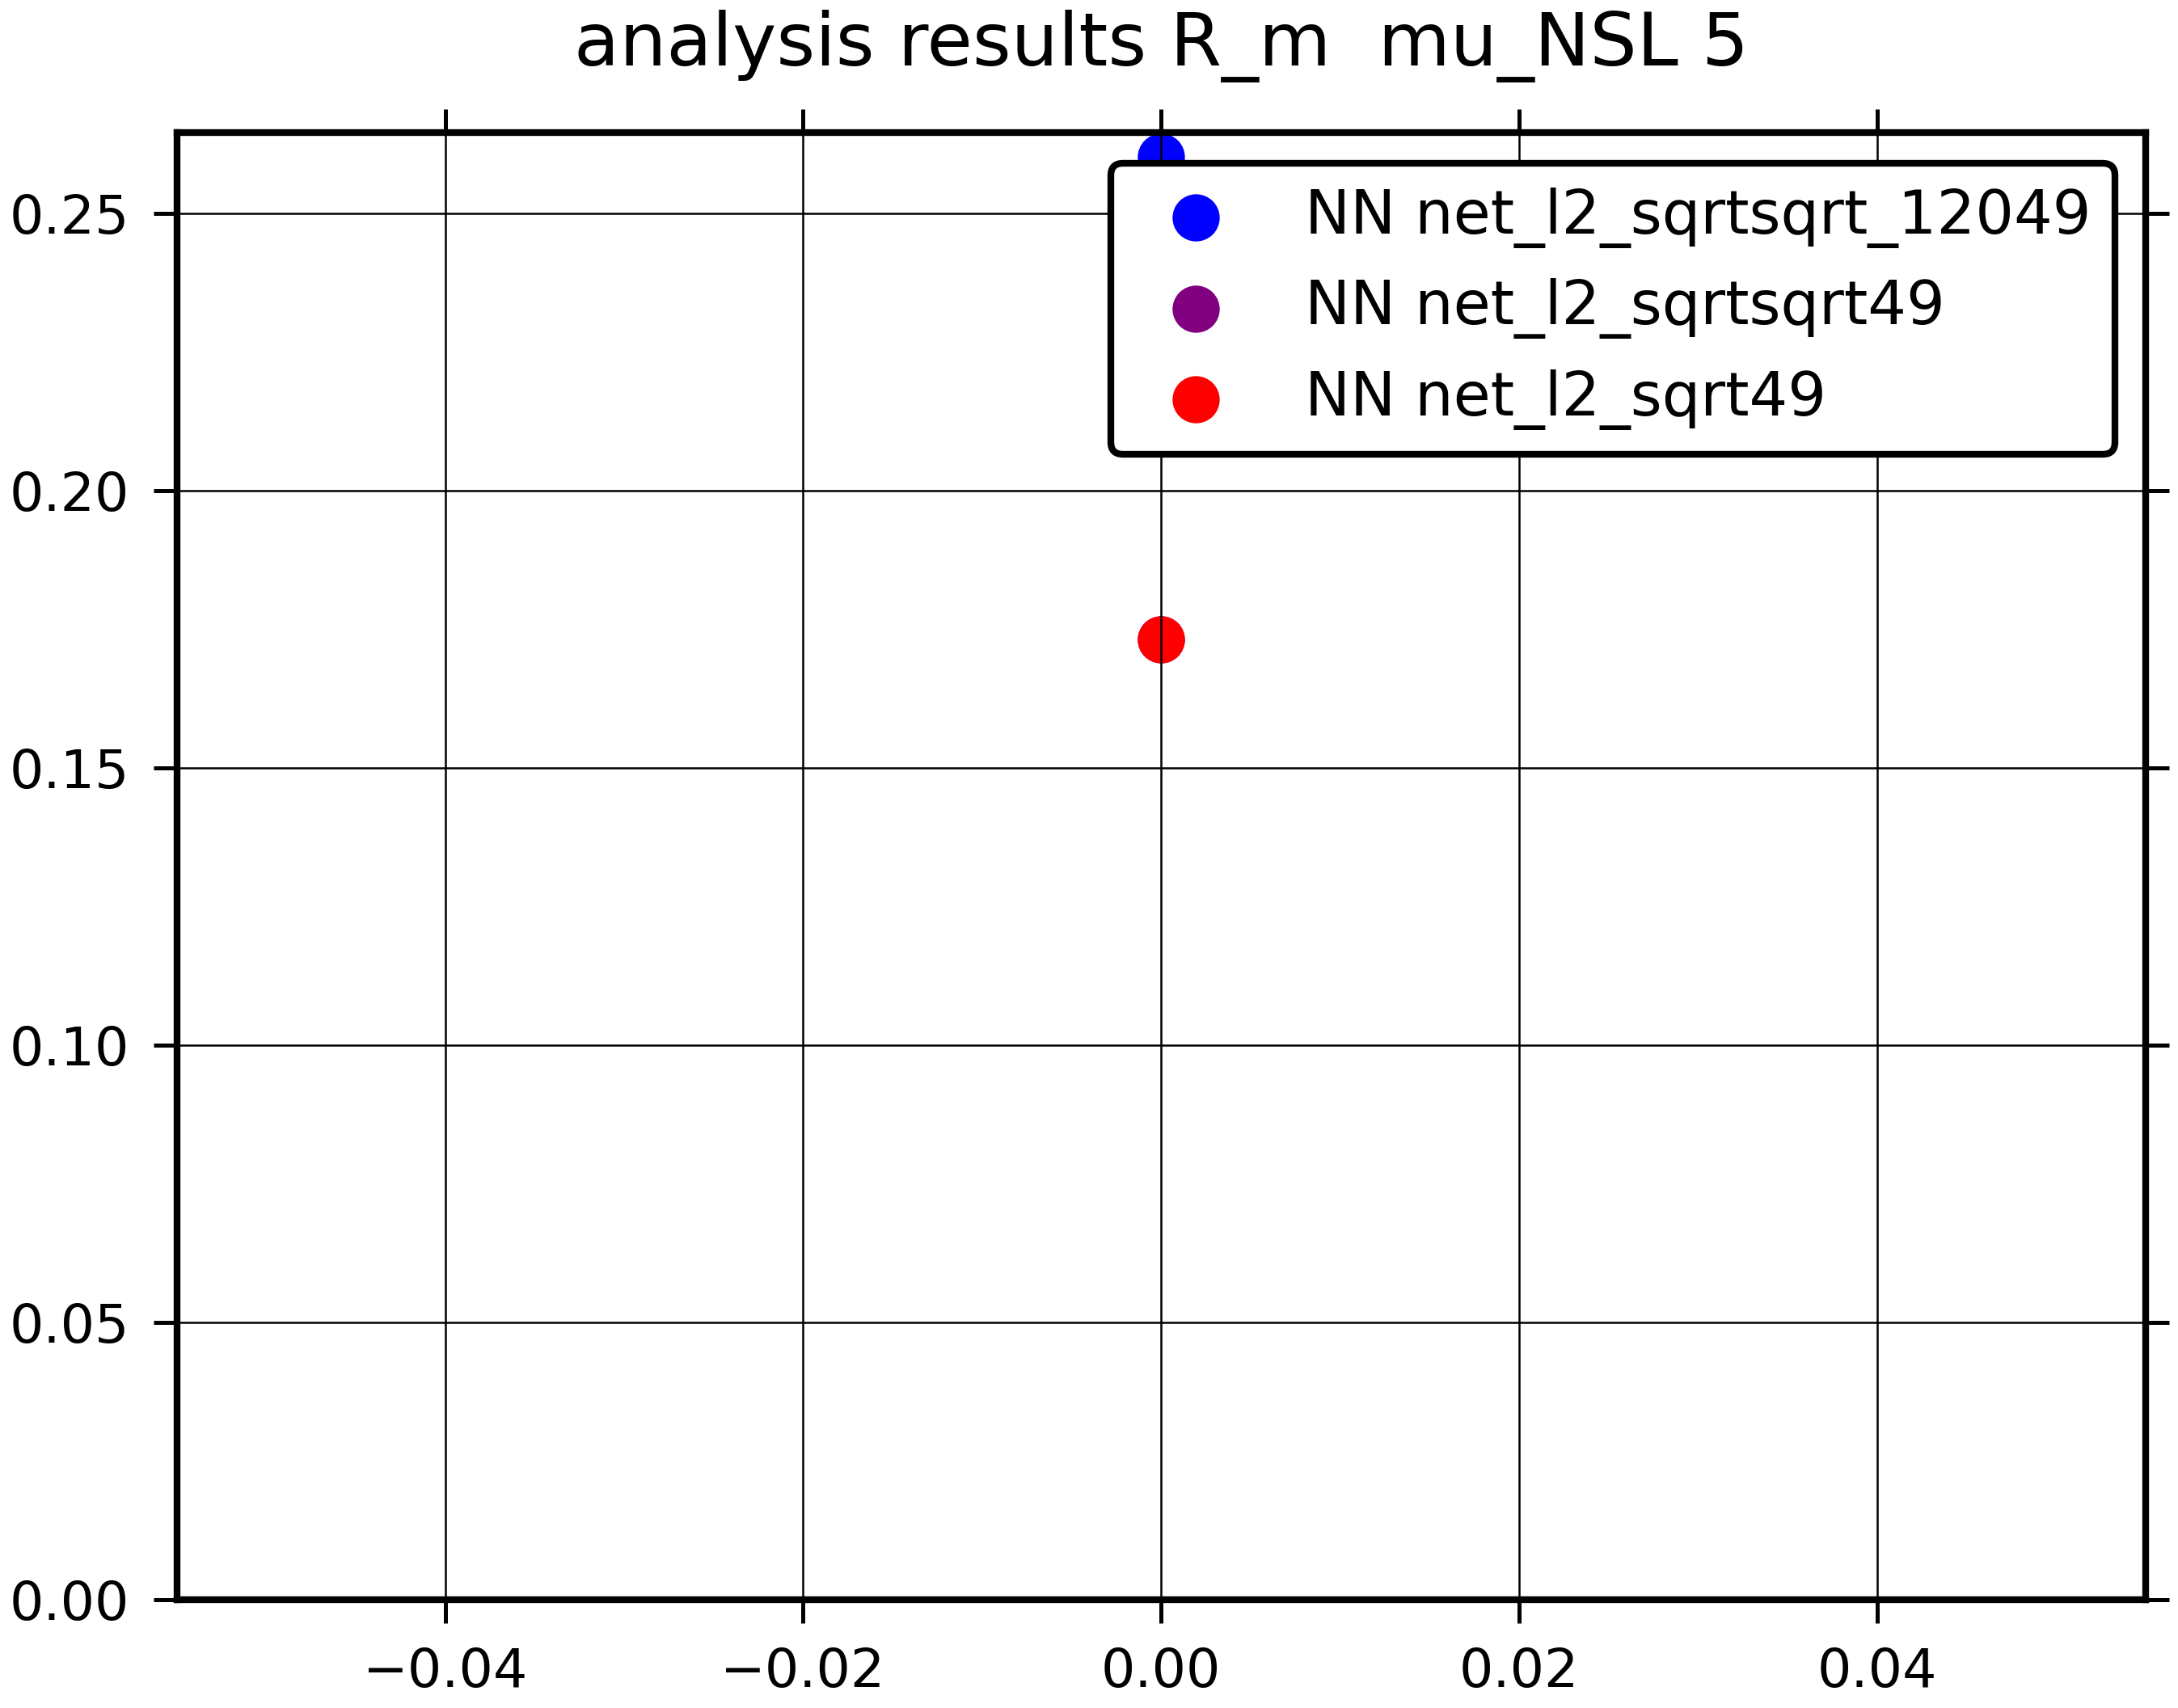 analysis results R_m  mu_NSL 5
NN net_l2_sqrtsqrt_12049
NN net_l2_sqrtsqrt49
NN net_l2_sqrt49
0.25
0.20
0.15
0.10
0.05
0.00
−0.04
−0.02
0.00
0.02
0.04